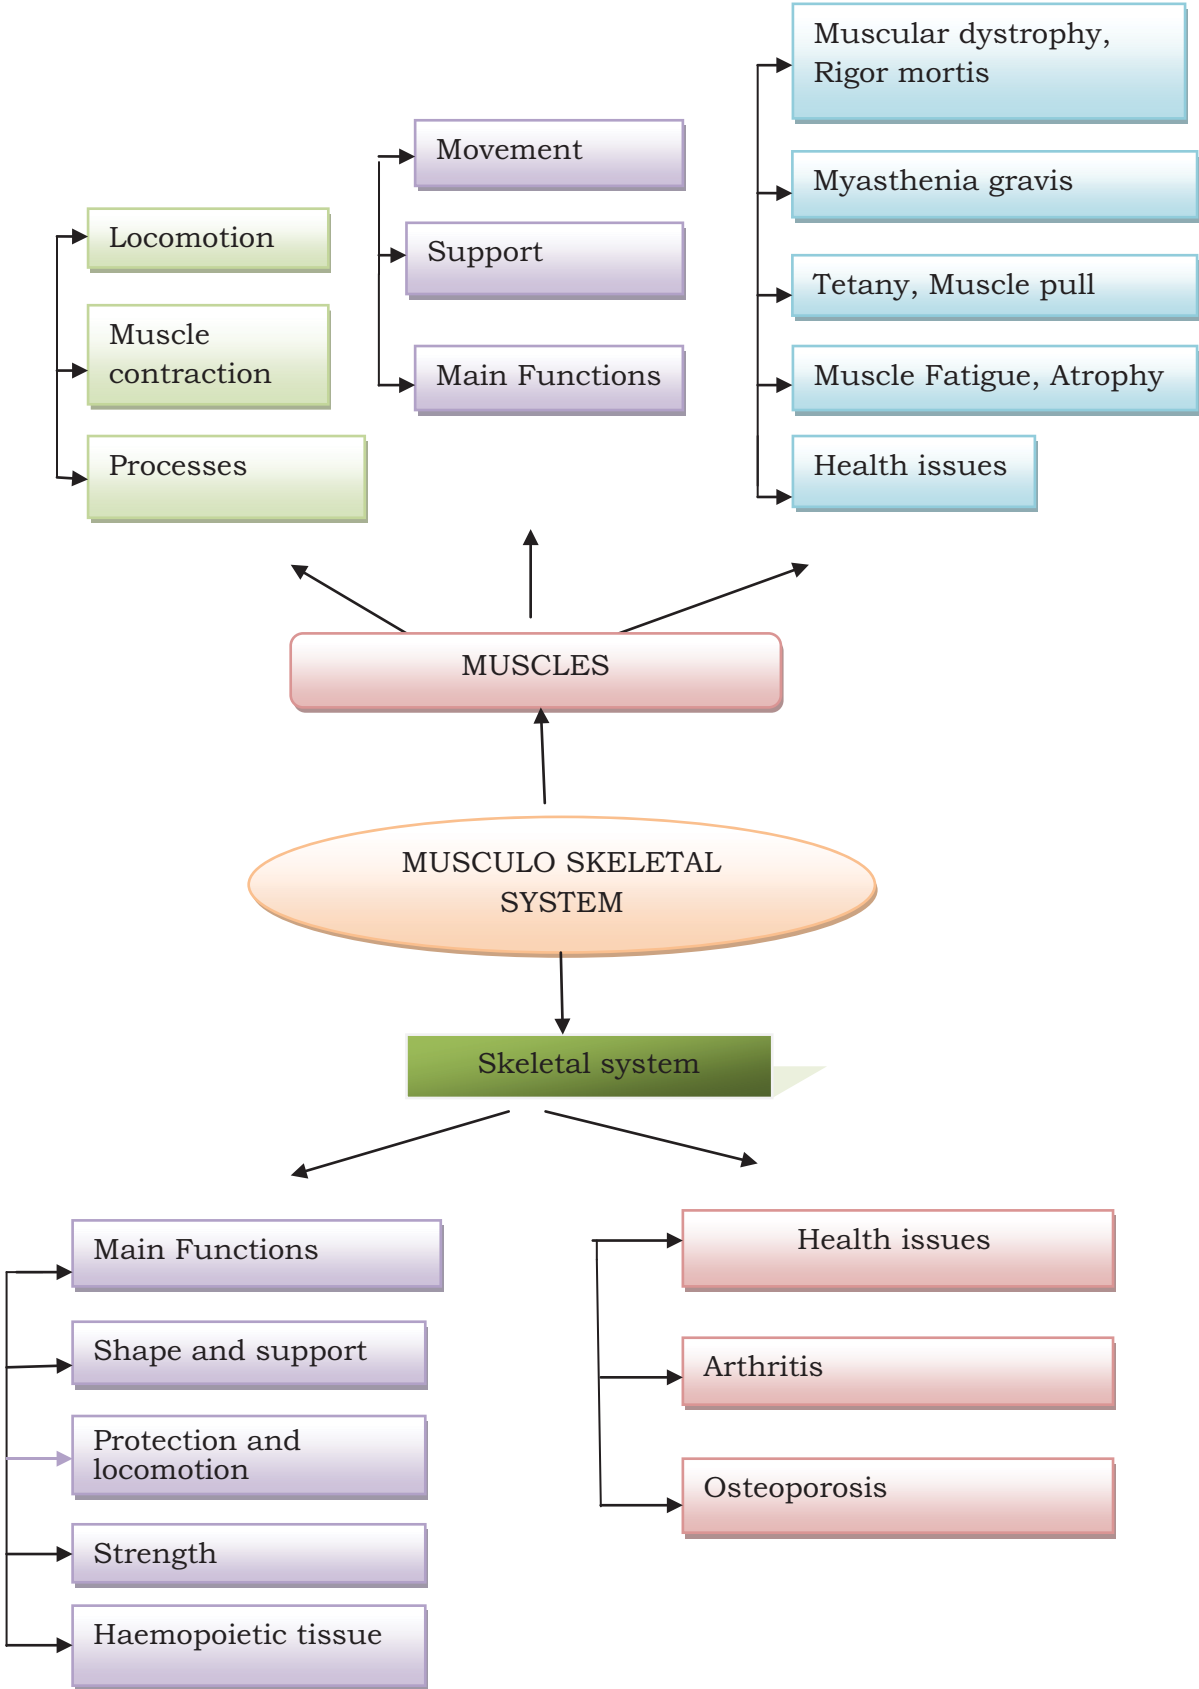 Muscular dystrophy,
Rigor mortis
Myasthenia gravis
Tetany, Muscle pull
Muscle Fatigue, Atrophy
Health issues
Movement
Support
Main Functions
Locomotion
Muscle
contraction
Processes
MUSCLES
MUSCULO SKELETAL
SYSTEM
Skeletal system
Main Functions
Shape and support
Protection and
locomotion
Strength
Haemopoietic tissue
Health issues
Arthritis
Osteoporosis